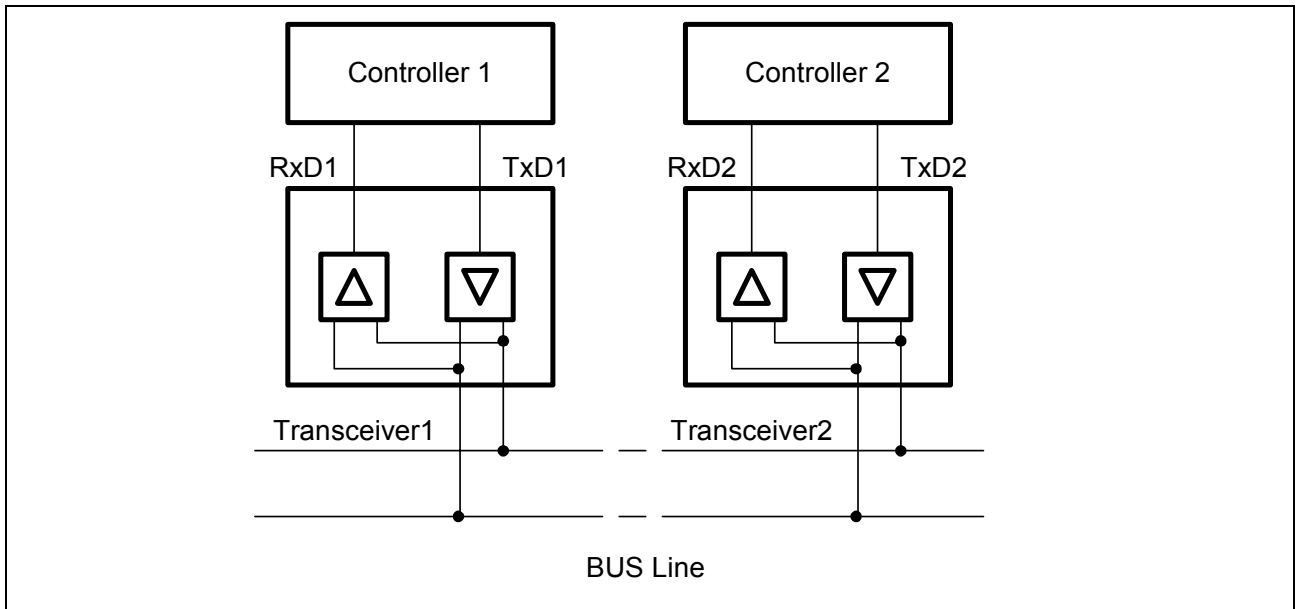 Controller 1
Controller 2
RxD1
TxD1
RxD2
TxD2
Transceiver1
Transceiver2
BUS Line